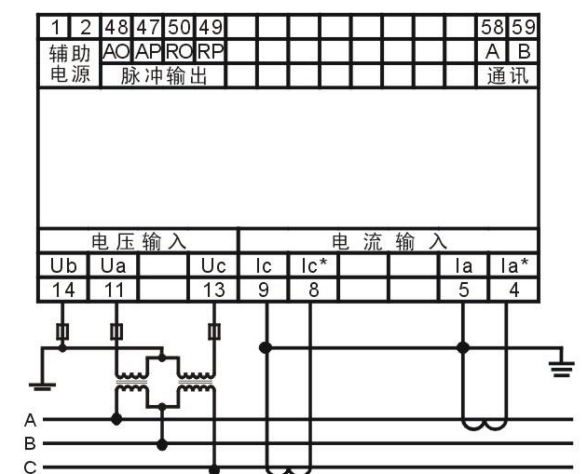 1 2 48 47 50 49 58 59
辅助 AO AP RO RP A B
电源 脉冲输出 通讯
电压输入 电流输入
Ub Ua Uc Ic Ic* Ia Ia*
14 11 13 9 8 5 4
A
B
C